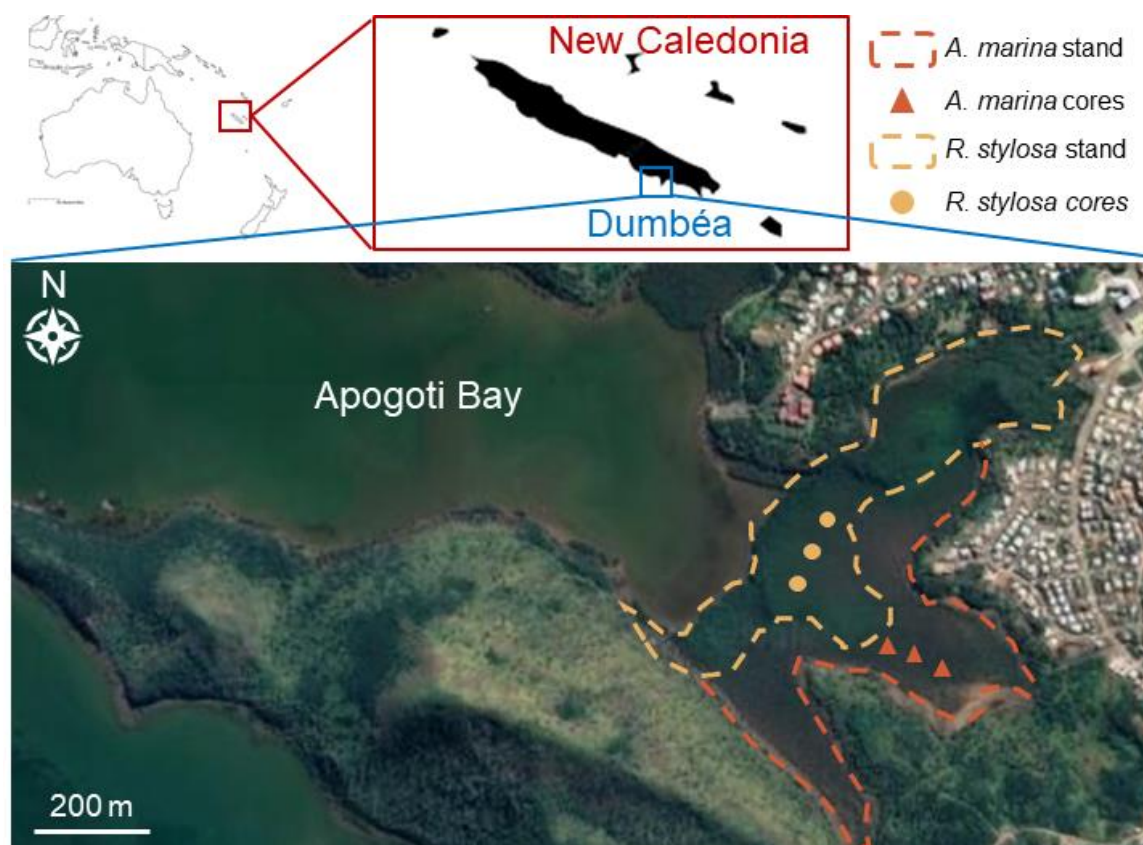 New Caledonia
Dumbéa
A. marina stand
A. marina cores
R. stylosa stand
R. stylosa cores
N
Apogoti Bay
200 m